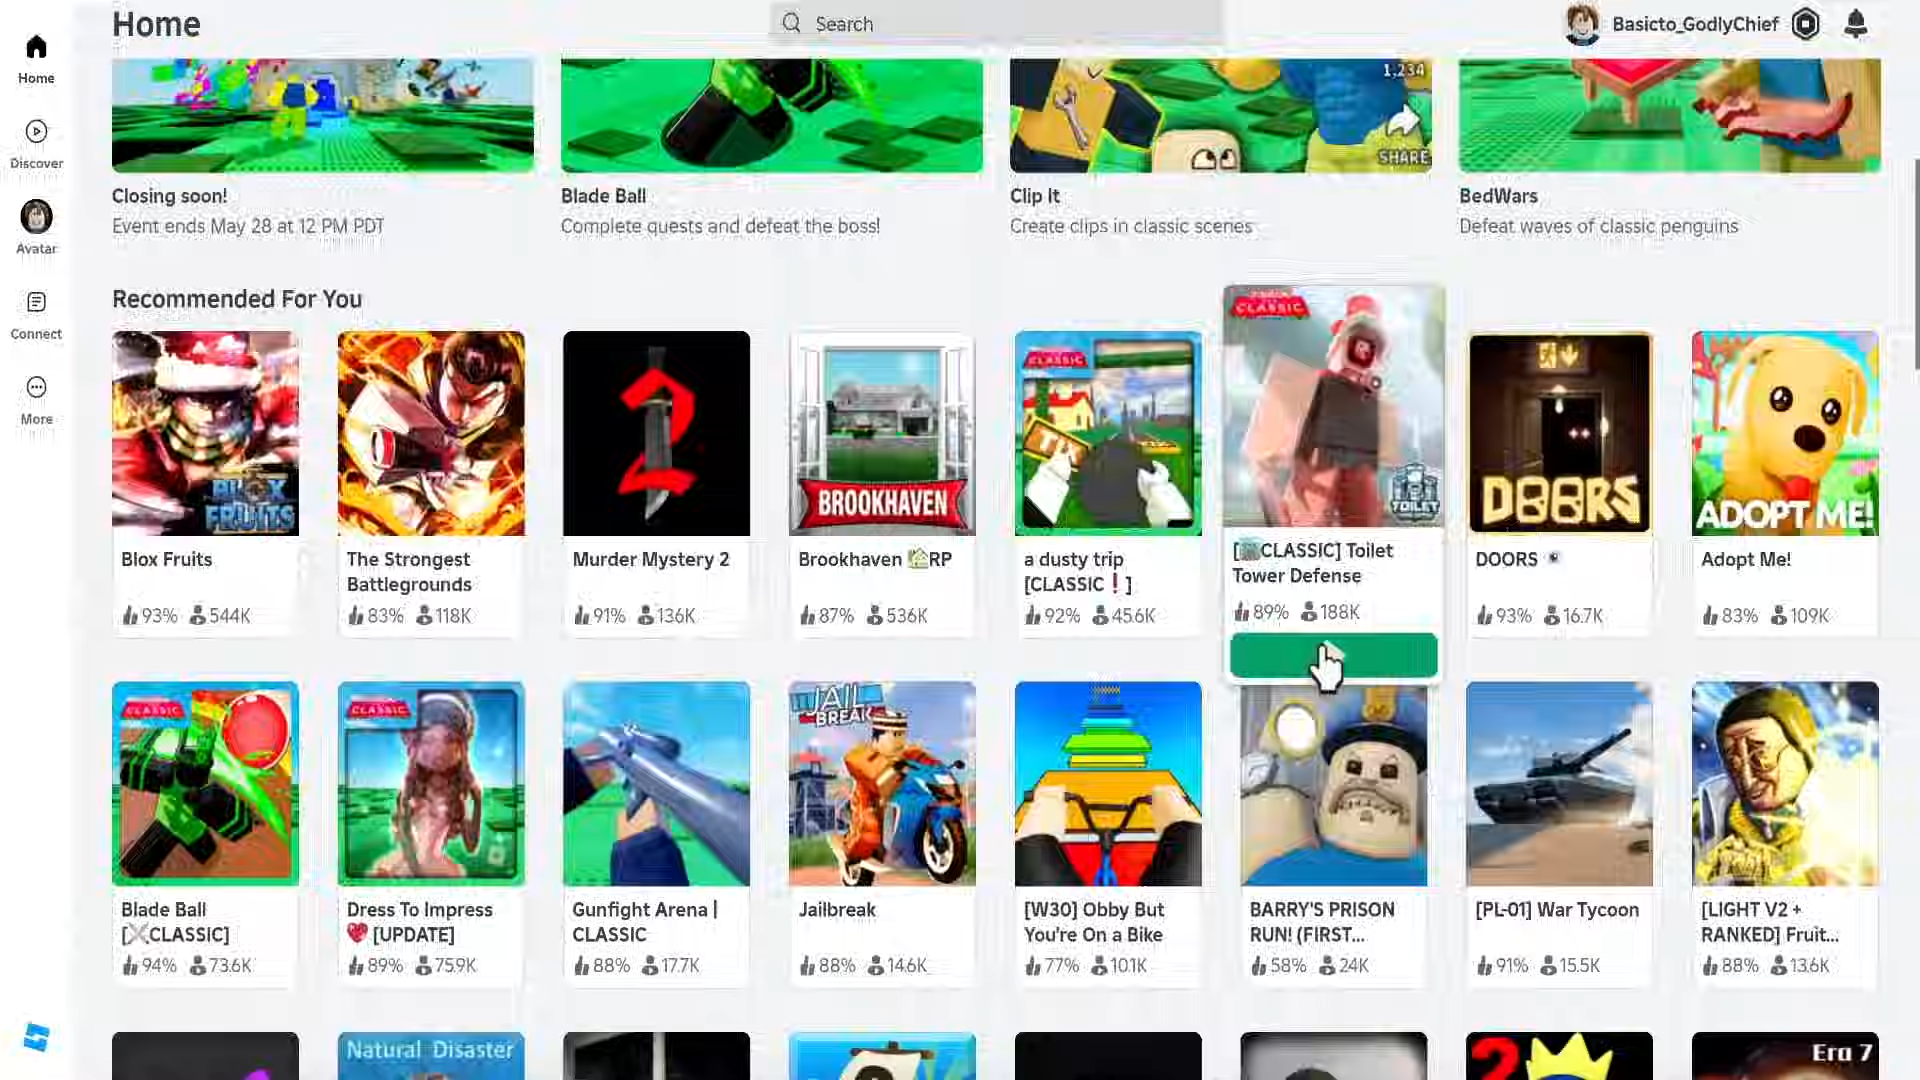 Home
Search
Basicto_GodlyChief
Home
Discover
Avatar
Connect
More
1,234
SHARE
Closing soon!
Event ends May 28 at 12 PM PDT
Blade Ball
Complete quests and defeat the boss!
Clip It
Create clips in classic scenes
BedWars
Defeat waves of classic penguins
Recommended For You
BLOX
FRUITS
2
BROOKHAVEN
CLASSIC
CLASSIC
TOILET
DOORS
ADOPT ME!
Blox Fruits
93% 544K
The Strongest
Battlegrounds
83% 118K
Murder Mystery 2
91% 136K
Brookhaven 🏡RP
87% 536K
a dusty trip
[CLASSIC❗]
92% 45.6K
[CLASSIC] Toilet
Tower Defense
89% 188K
DOORS 👁
93% 16.7K
Adopt Me!
83% 109K
CLASSIC
CLASSIC
JAIL
BREAK
Blade Ball
[⚔CLASSIC]
94% 73.6K
Dress To Impress
❤ [UPDATE]
89% 75.9K
Gunfight Arena |
CLASSIC
88% 17.7K
Jailbreak
88% 14.6K
[W30] Obby But
You're On a Bike
77% 10.1K
BARRY'S PRISON
RUN! (FIRST...
58% 24K
[PL-01] War Tycoon
91% 15.5K
[LIGHT V2 +
RANKED] Fruit...
88% 13.6K
Natural Disaster
2
Era 7